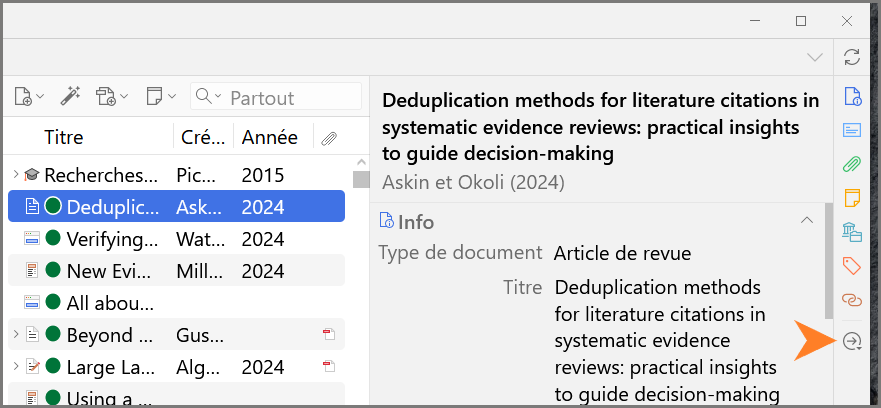 Partout
Titre Cré... Année
Recherches... Pic... 2015
Deduplic... Ask... 2024
Verifying... Wat... 2024
New Evi... Mill... 2024
All abou...
Beyond ... Gus...
Large La... Alg... 2024
Using a ...
Deduplication methods for literature citations in
systematic evidence reviews: practical insights
to guide decision-making
Askin et Okoli (2024)
Info
Type de document Article de revue
Titre Deduplication methods
for literature citations in
systematic evidence
reviews: practical insights
to guide decision-making